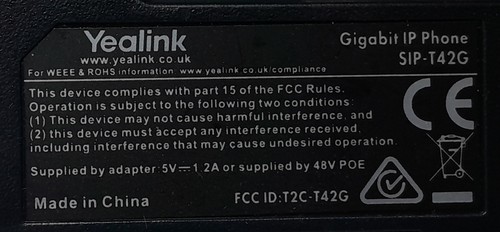 Yealink
Gigabit IP Phone
www.yealink.co.uk
SIP-T42G
For WEEE & ROHS information: www.yealink.co.uk/compliance
This device complies with part 15 of the FCC Rules.
Operation is subject to the following two conditions:
(1) This device may not cause harmful interference, and
(2) this device must accept any interference received,
including interference that may cause undesired operation.
CE
Supplied by adapter:5V⎓1.2A or supplied by 48V POE
Made in China
FCC ID:T2C-T42G